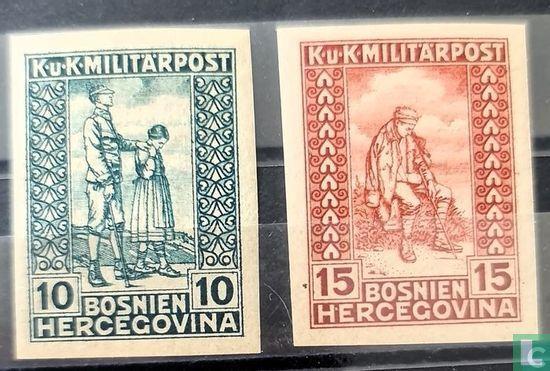 K.u.K.MILITÄRPOST
10 BOSNIEN 10
HERCEGOVINA
K.u.K.MILITÄRPOST
15 BOSNIEN 15
HERCEGOVINA